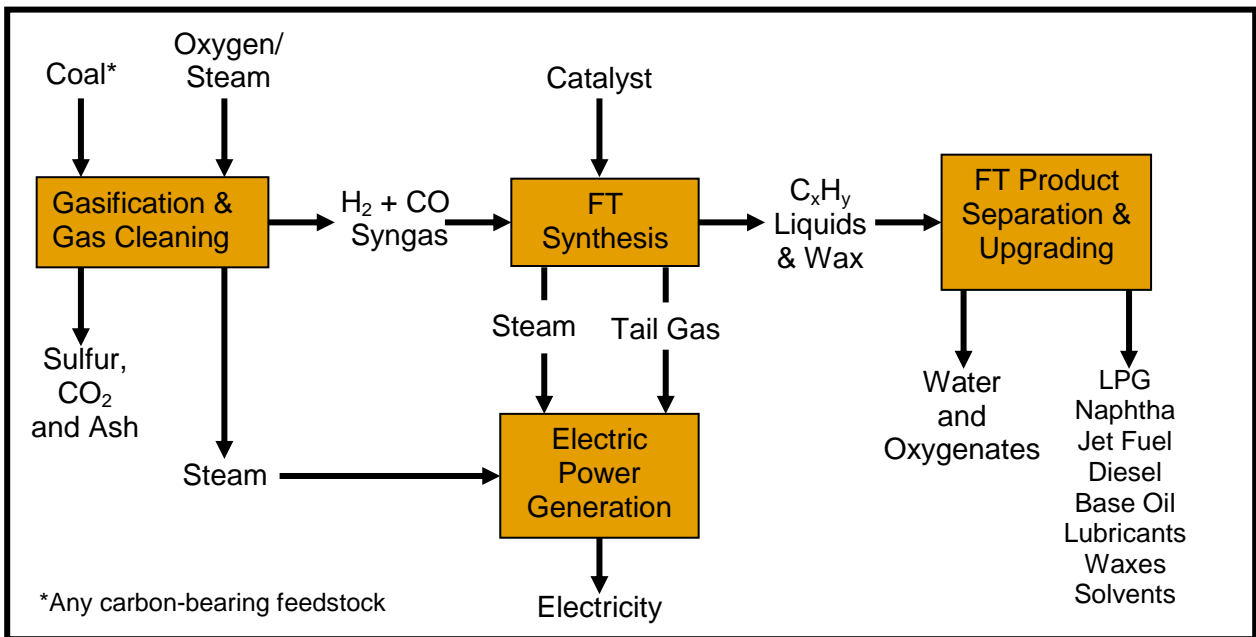 Coal*
Oxygen/
Steam
Catalyst
Gasification &
Gas Cleaning
H₂ + CO
Syngas
FT
Synthesis
CₓHᵧ
Liquids
& Wax
FT Product
Separation &
Upgrading
Sulfur,
CO₂
and Ash
Steam
Steam
Tail Gas
Electric
Power
Generation
Electricity
Water
and
Oxygenates
LPG
Naphtha
Jet Fuel
Diesel
Base Oil
Lubricants
Waxes
Solvents
*Any carbon-bearing feedstock